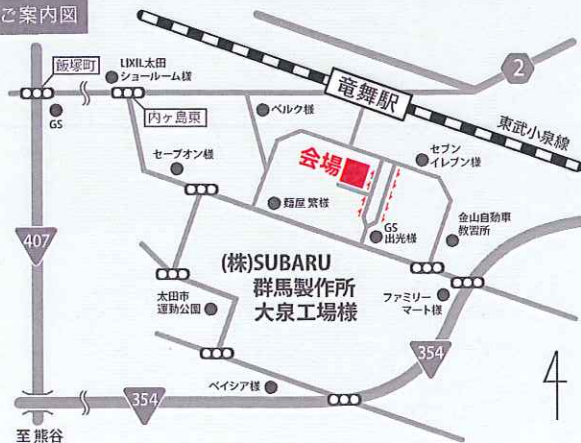 ご案内図
飯塚町
LIXIL太田
ショールーム様
2
竜舞駅
東武小泉線
GS
内ヶ島東
ベルク様
セーブオン様
会場
セブン
イレブン様
麺屋 繁様
GS
出光様
金山自動車
教習所
407
(株)SUBARU
群馬製作所
大泉工場様
太田市
運動公園
ファミリー
マート様
354
ベイシア様
354
至 熊谷